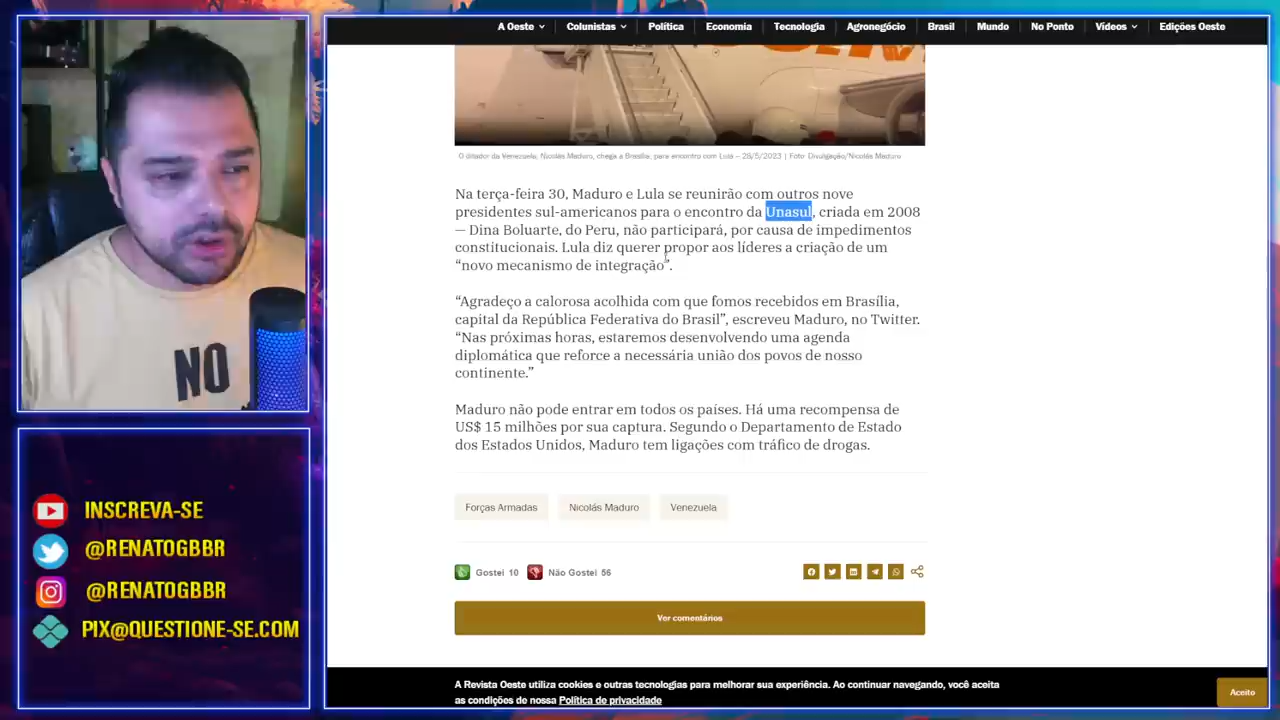 A Oeste
Colunistas
Política
Economia
Tecnologia
Agronegócio
Brasil
Mundo
No Ponto
Vídeos
Edições Oeste
O ditador da Venezuela, Nicolás Maduro, chega a Brasília, para encontro com Lula – 28/5/2023 | Foto: Divulgação/Nicolás Maduro
Na terça-feira 30, Maduro e Lula se reunirão com outros nove
presidentes sul-americanos para o encontro da Unasul, criada em 2008
— Dina Boluarte, do Peru, não participará, por causa de impedimentos
constitucionais. Lula diz querer propor aos líderes a criação de um
“novo mecanismo de integração”.
“Agradeço a calorosa acolhida com que fomos recebidos em Brasília,
capital da República Federativa do Brasil”, escreveu Maduro, no Twitter.
“Nas próximas horas, estaremos desenvolvendo uma agenda
diplomática que reforce a necessária união dos povos de nosso
continente.”
Maduro não pode entrar em todos os países. Há uma recompensa de
US$ 15 milhões por sua captura. Segundo o Departamento de Estado
dos Estados Unidos, Maduro tem ligações com tráfico de drogas.
Forças Armadas
Nicolás Maduro
Venezuela
Gostei 10
Não Gostei 56
Ver comentários
A Revista Oeste utiliza cookies e outras tecnologias para melhorar sua experiência. Ao continuar navegando, você aceita
as condições de nossa Política de privacidade
Aceito
NO
INSCREVA-SE
@RENATOGBBR
@RENATOGBBR
PIX@QUESTIONE-SE.COM